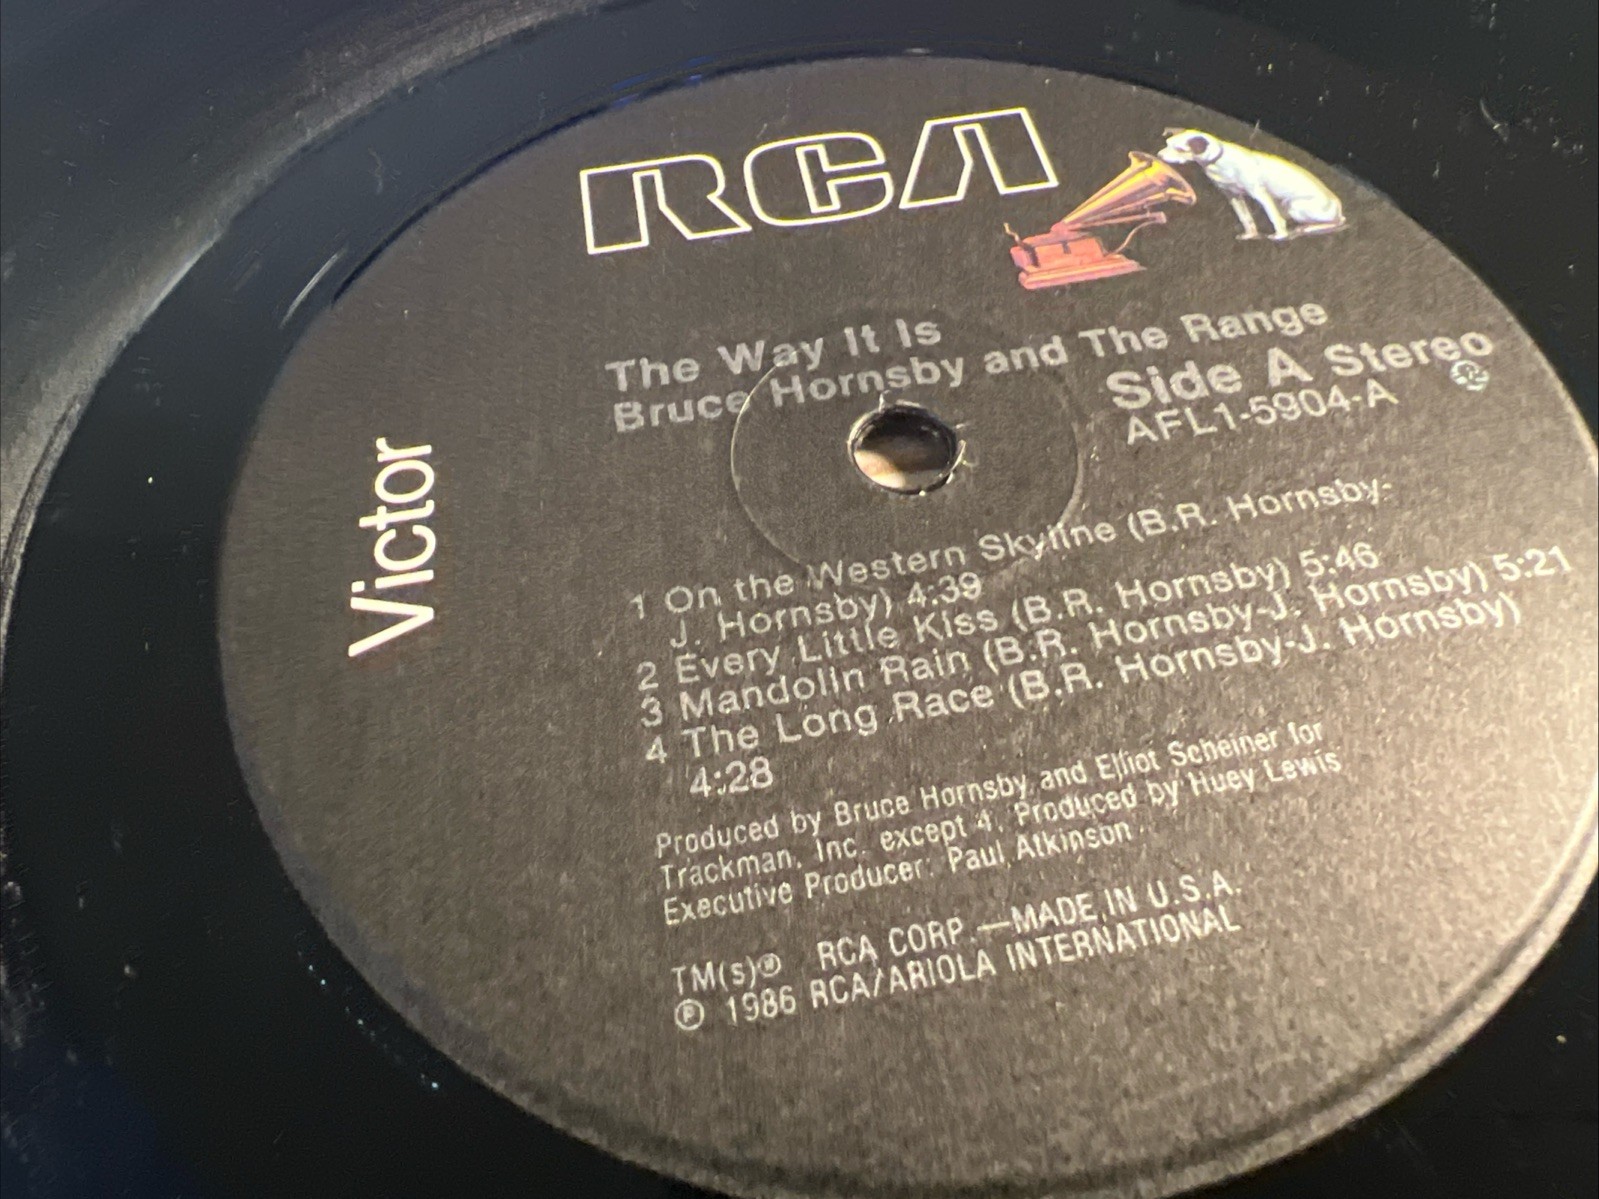 RCA
Victor
The Way It Is
Bruce Hornsby and The Range
Side A Stereo
AFL1-5904-A
1 On the Western Skyline (B.R. Hornsby-
J. Hornsby) 4:39
2 Every Little Kiss (B.R. Hornsby) 5:46
3 Mandolin Rain (B.R. Hornsby-J. Hornsby) 5:21
4 The Long Race (B.R. Hornsby-J. Hornsby)
4:28
Produced by Bruce Hornsby and Elliot Scheiner for
Trackman, Inc. except 4. Produced by Huey Lewis
Executive Producer: Paul Atkinson
TM(s)® RCA CORP.—MADE IN U.S.A.
℗ 1986 RCA/ARIOLA INTERNATIONAL